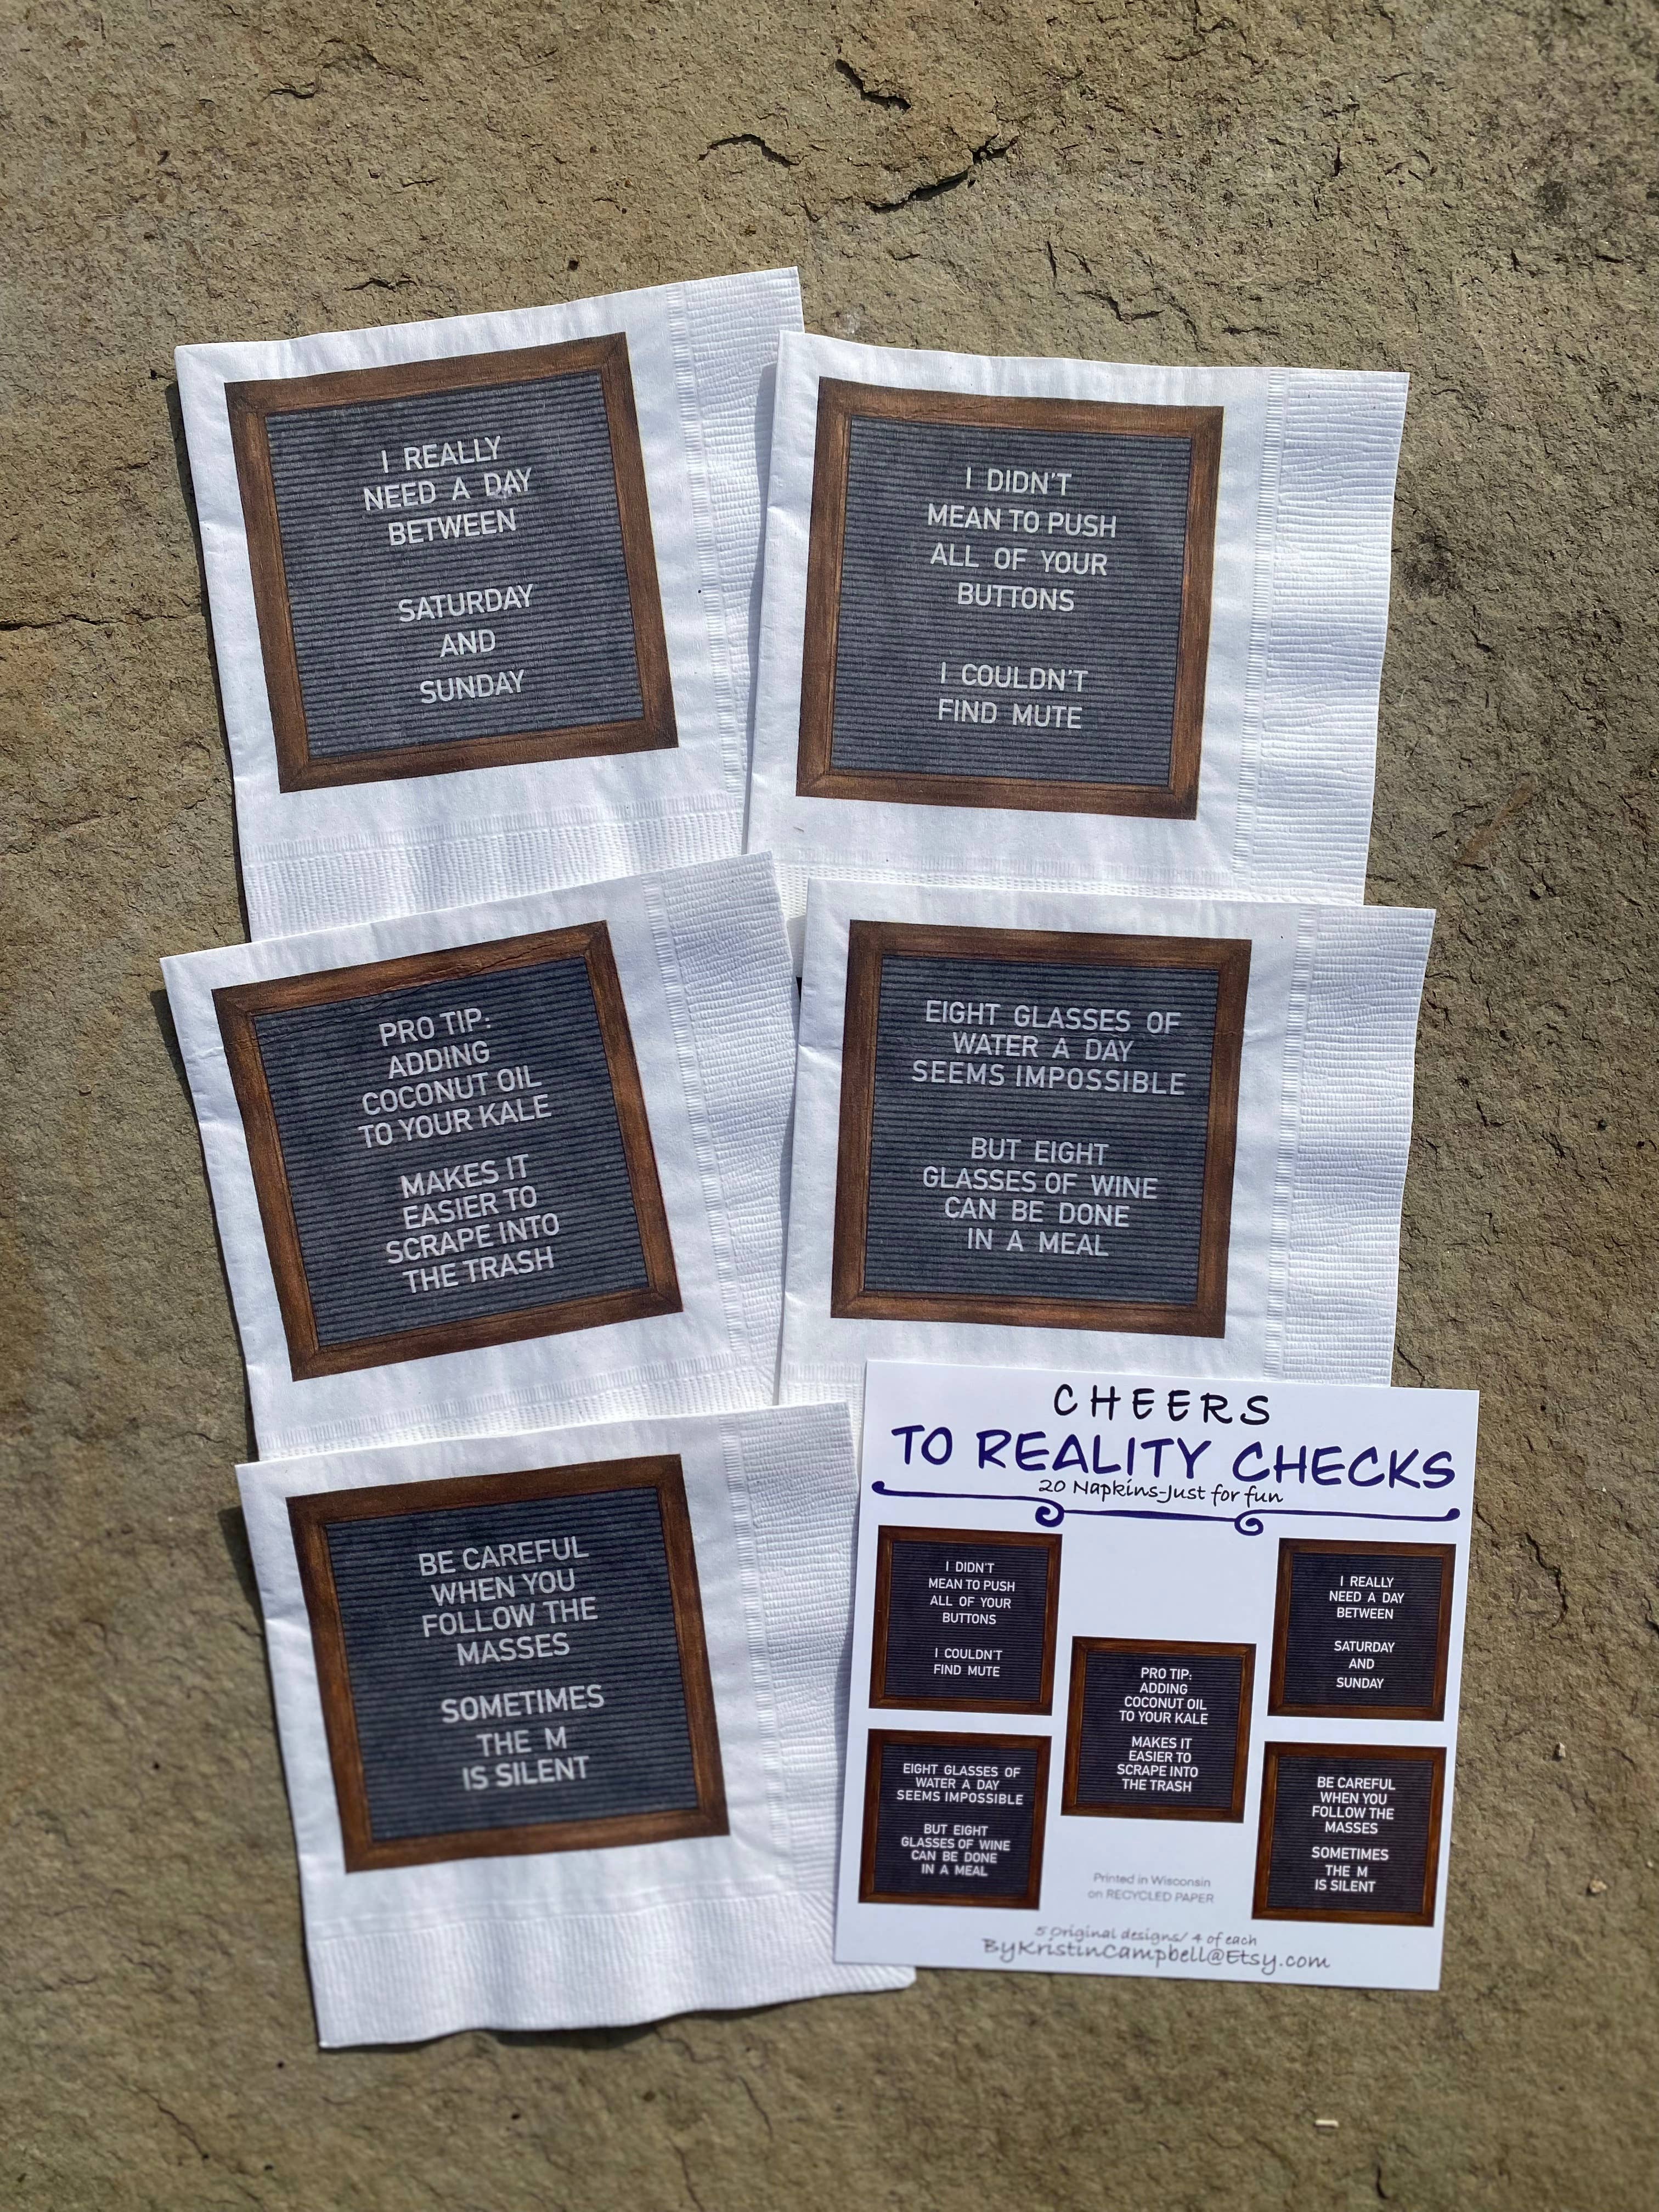 I REALLY
NEED A DAY
BETWEEN
SATURDAY
AND
SUNDAY
I DIDN'T
MEAN TO PUSH
ALL OF YOUR
BUTTONS
I COULDN'T
FIND MUTE
PRO TIP:
ADDING
COCONUT OIL
TO YOUR KALE
MAKES IT
EASIER TO
SCRAPE INTO
THE TRASH
EIGHT GLASSES OF
WATER A DAY
SEEMS IMPOSSIBLE
BUT EIGHT
GLASSES OF WINE
CAN BE DONE
IN A MEAL
BE CAREFUL
WHEN YOU
FOLLOW THE
MASSES
SOMETIMES
THE M
IS SILENT
CHEERS
TO REALITY CHECKS
20 Napkins-Just for fun
I DIDN'T
MEAN TO PUSH
ALL OF YOUR
BUTTONS
I COULDN'T
FIND MUTE
I REALLY
NEED A DAY
BETWEEN
SATURDAY
AND
SUNDAY
PRO TIP:
ADDING
COCONUT OIL
TO YOUR KALE
MAKES IT
EASIER TO
SCRAPE INTO
THE TRASH
EIGHT GLASSES OF
WATER A DAY
SEEMS IMPOSSIBLE
BUT EIGHT
GLASSES OF WINE
CAN BE DONE
IN A MEAL
BE CAREFUL
WHEN YOU
FOLLOW THE
MASSES
SOMETIMES
THE M
IS SILENT
Printed in Wisconsin
on RECYCLED PAPER
5 Original designs/ 4 of each
ByKristinCampbell@Etsy.com